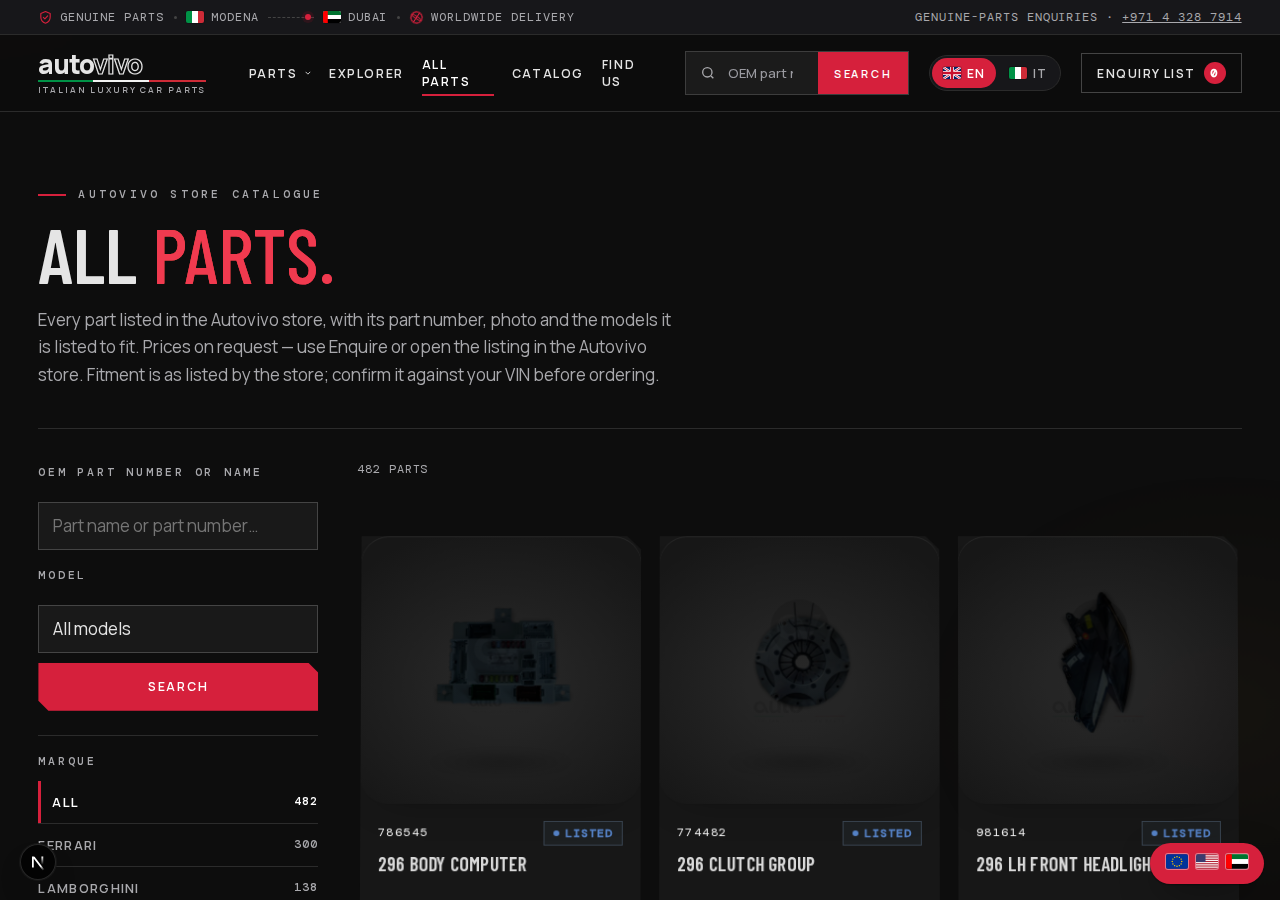 GENUINE PARTS • MODENA DUBAI • WORLDWIDE DELIVERY
GENUINE-PARTS ENQUIRIES · +971 4 328 7914
autovivo
ITALIAN LUXURY CAR PARTS
PARTS
EXPLORER
ALL PARTS
CATALOG
FIND US
OEM part r
SEARCH
EN
IT
ENQUIRY LIST 0
AUTOVIVO STORE CATALOGUE
ALL PARTS.
Every part listed in the Autovivo store, with its part number, photo and the models it
is listed to fit. Prices on request — use Enquire or open the listing in the Autovivo
store. Fitment is as listed by the store; confirm it against your VIN before ordering.
OEM PART NUMBER OR NAME
Part name or part number…
MODEL
All models
SEARCH
MARQUE
ALL 482
FERRARI 300
LAMBORGHINI 138
N
482 PARTS
786545
LISTED
296 BODY COMPUTER
774482
LISTED
296 CLUTCH GROUP
981614
LISTED
296 LH FRONT HEADLIGH